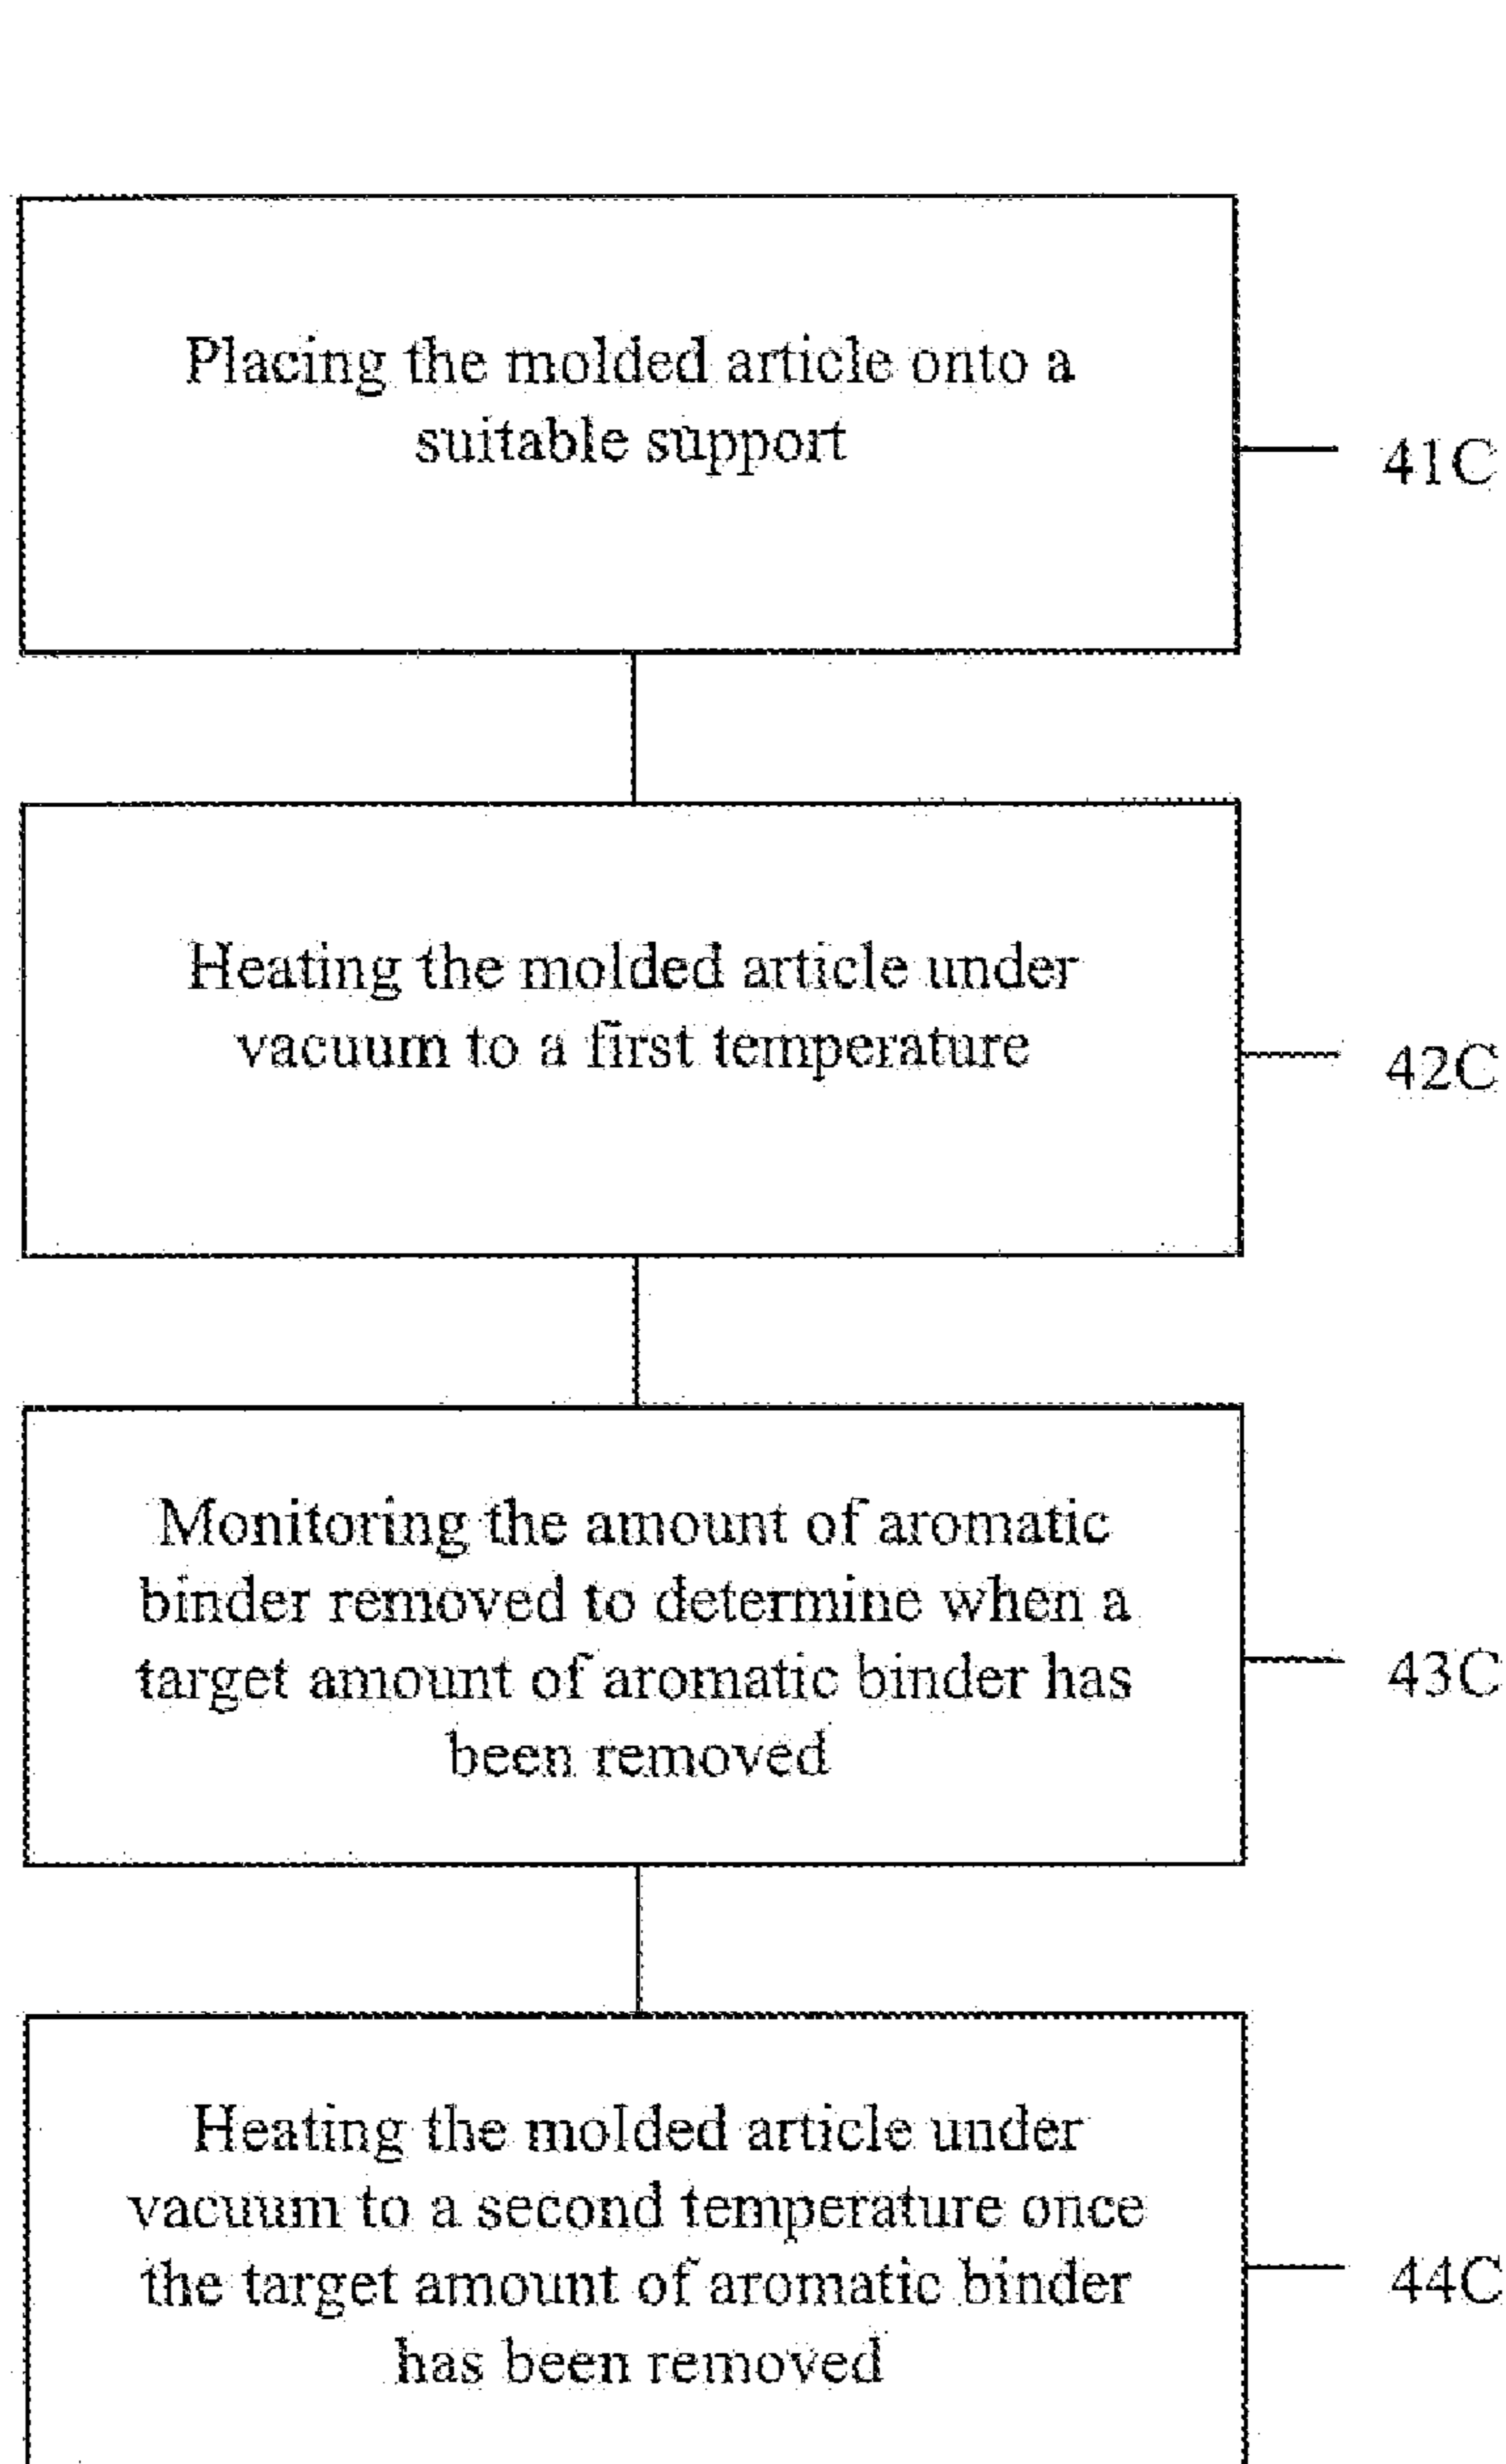 Placing the molded article onto a
suitable support
41C
Heating the molded article under
vacuum to a first temperature
42C
Monitoring the amount of aromatic
binder removed to determine when a
target amount of aromatic binder has
been removed
43C
Heating the molded article under
vacuum to a second temperature once
the target amount of aromatic binder
has been removed
44C